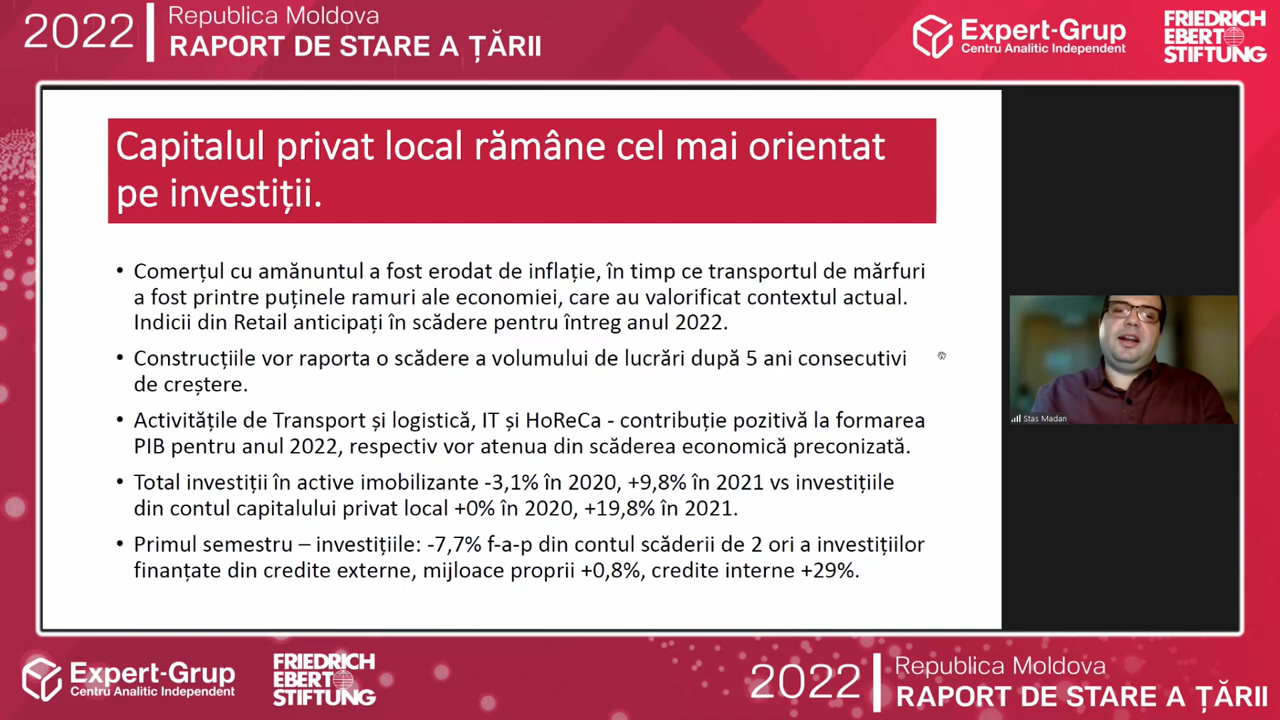 2022
Republica Moldova
RAPORT DE STARE A ȚĂRII
Expert-Grup
Centru Analitic Independent
FRIEDRICH
EBERT
STIFTUNG
Capitalul privat local rămâne cel mai orientat
pe investiții.
• Comerțul cu amănuntul a fost erodat de inflație, în timp ce transportul de mărfuri
a fost printre puținele ramuri ale economiei, care au valorificat contextul actual.
Indicii din Retail anticipați în scădere pentru întreg anul 2022.
• Construcțiile vor raporta o scădere a volumului de lucrări după 5 ani consecutivi
de creștere.
• Activitățile de Transport și logistică, IT și HoReCa - contribuție pozitivă la formarea
PIB pentru anul 2022, respectiv vor atenua din scăderea economică preconizată.
• Total investiții în active imobilizante -3,1% în 2020, +9,8% în 2021 vs investițiile
din contul capitalului privat local +0% în 2020, +19,8% în 2021.
• Primul semestru – investițiile: -7,7% f-a-p din contul scăderii de 2 ori a investițiilor
finanțate din credite externe, mijloace proprii +0,8%, credite interne +29%.
Stas Madan
Expert-Grup
Centru Analitic Independent
FRIEDRICH
EBERT
STIFTUNG
2022
Republica Moldova
RAPORT DE STARE A ȚĂRII